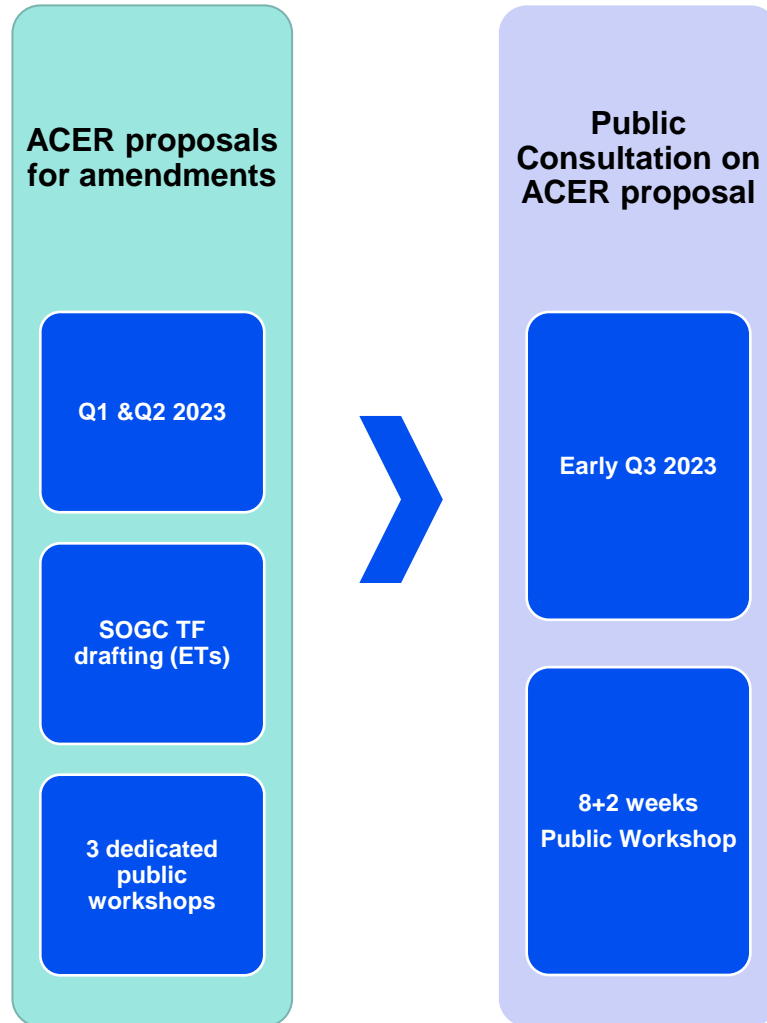 ACER proposals
for amendments
Q1 &Q2 2023
SOGC TF
drafting (ETs)
3 dedicated
public
workshops
Public
Consultation on
ACER proposal
Early Q3 2023
8+2 weeks
Public Workshop